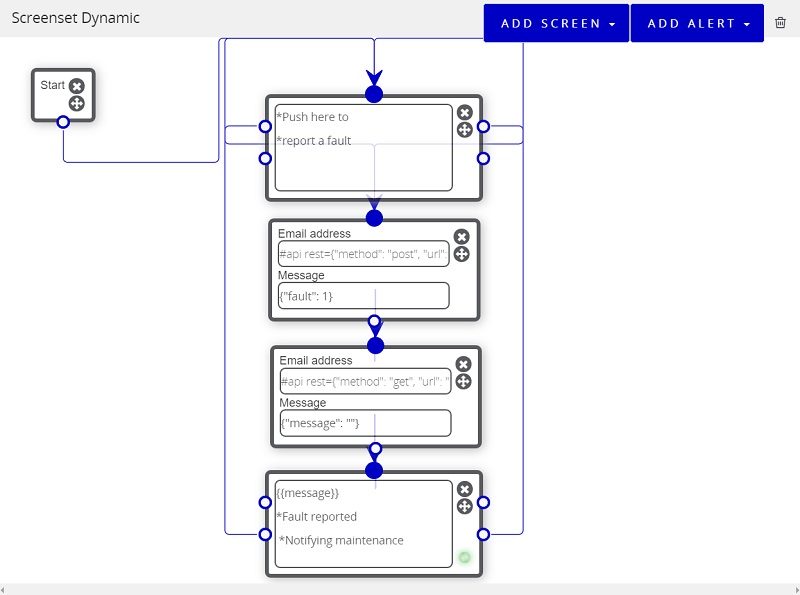 Screenset Dynamic
ADD SCREEN
ADD ALERT
Start
*Push here to
*report a fault
Email address
#api rest={"method": "post", "url":
Message
{"fault": 1}
Email address
#api rest={"method": "get", "url": "
Message
{"message": ""}
{{message}}
*Fault reported
*Notifying maintenance